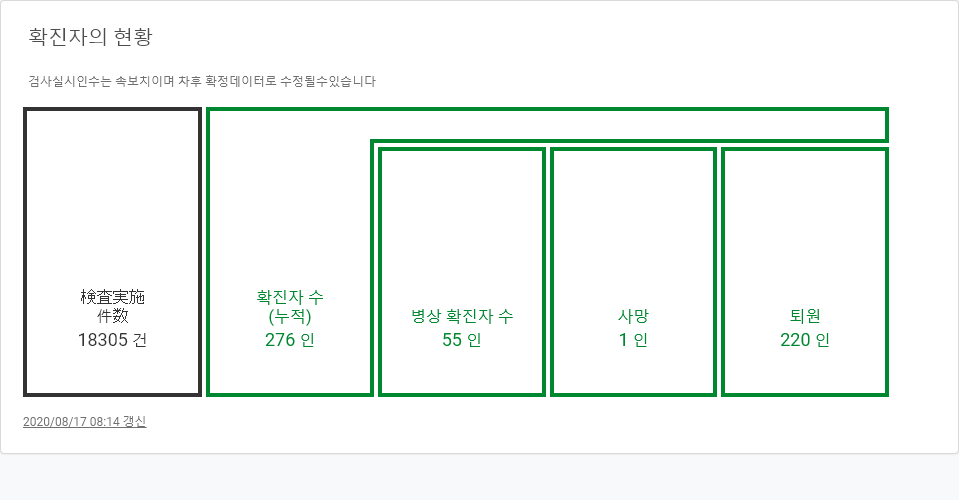 확진자의 현황
검사실시인수는 속보치이며 차후 확정데이터로 수정될수있습니다
検査実施
件数
18305 건
확진자 수
(누적)
276 인
병상 확진자 수
55 인
사망
1 인
퇴원
220 인
2020/08/17 08:14 갱신